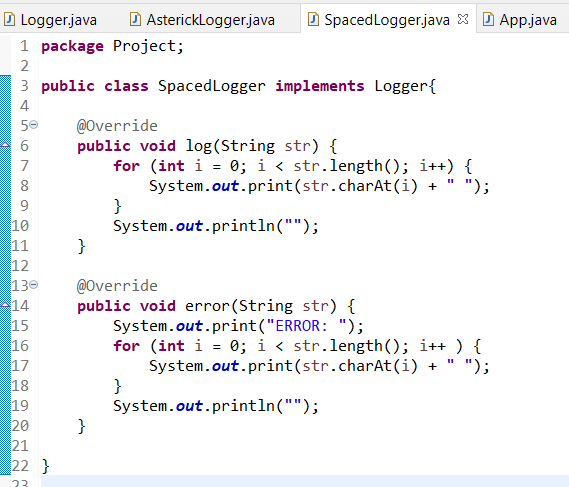 Logger.java AsterickLogger.java SpacedLogger.java App.java
1 package Project;
2
3 public class SpacedLogger implements Logger{
4
5 @Override
6 public void log(String str) {
7 for (int i = 0; i < str.length(); i++) {
8 System.out.print(str.charAt(i) + " ");
9 }
10 System.out.println("");
11 }
12
13 @Override
14 public void error(String str) {
15 System.out.print("ERROR: ");
16 for (int i = 0; i < str.length(); i++ ) {
17 System.out.print(str.charAt(i) + " ");
18 }
19 System.out.println("");
20 }
21
22 }
23